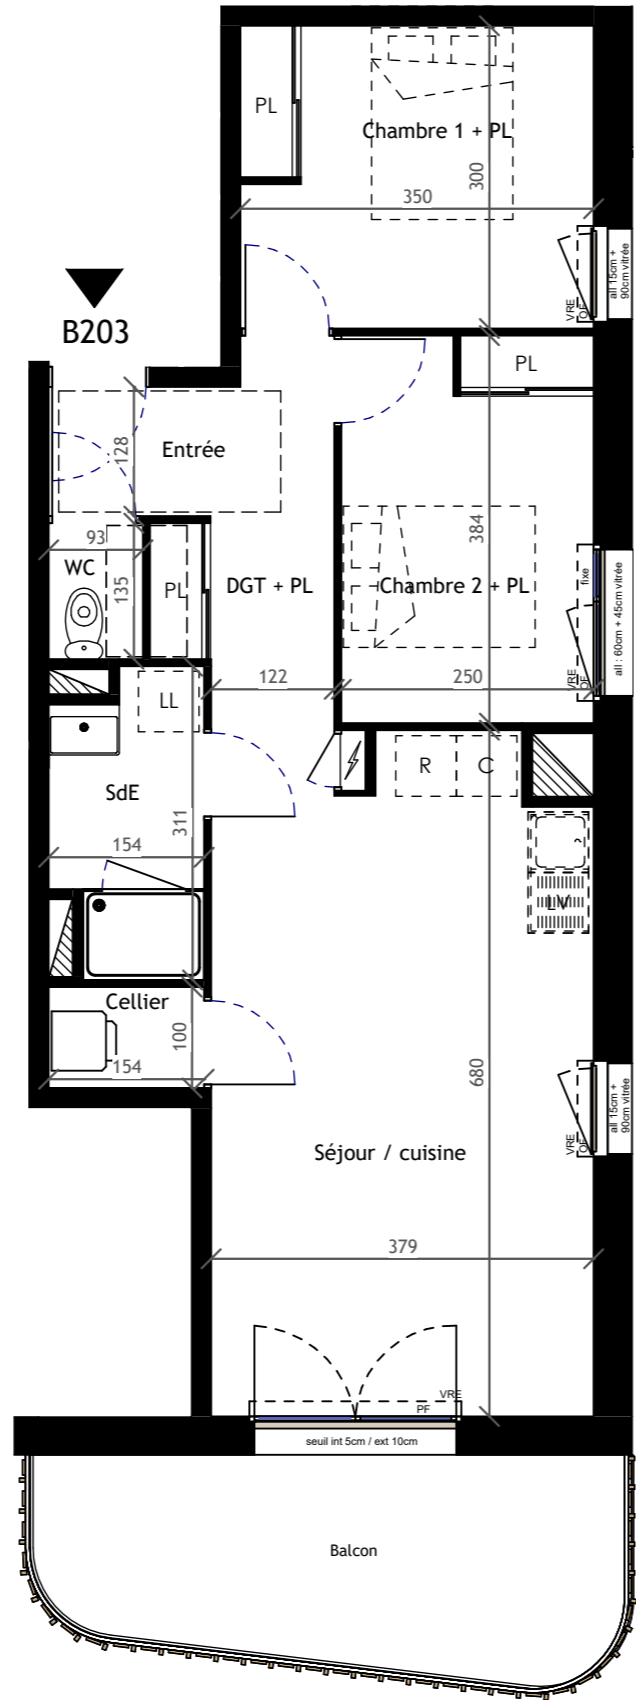 PL
Chambre 1 + PL
300
350
all 15cm +
90cm vitrée
VRE
OF
B203
PL
Entrée
128
93
WC
135
PL
DGT + PL
384
Chambre 2 + PL
fixe
all : 60cm + 45cm vitrée
VRE
OF
122
250
LL
R
C
SdE
311
154
LV
Cellier
100
154
680
all 15cm +
90cm vitrée
VRE
OF
Séjour / cuisine
379
VRE
PF
seuil int 5cm / ext 10cm
Balcon